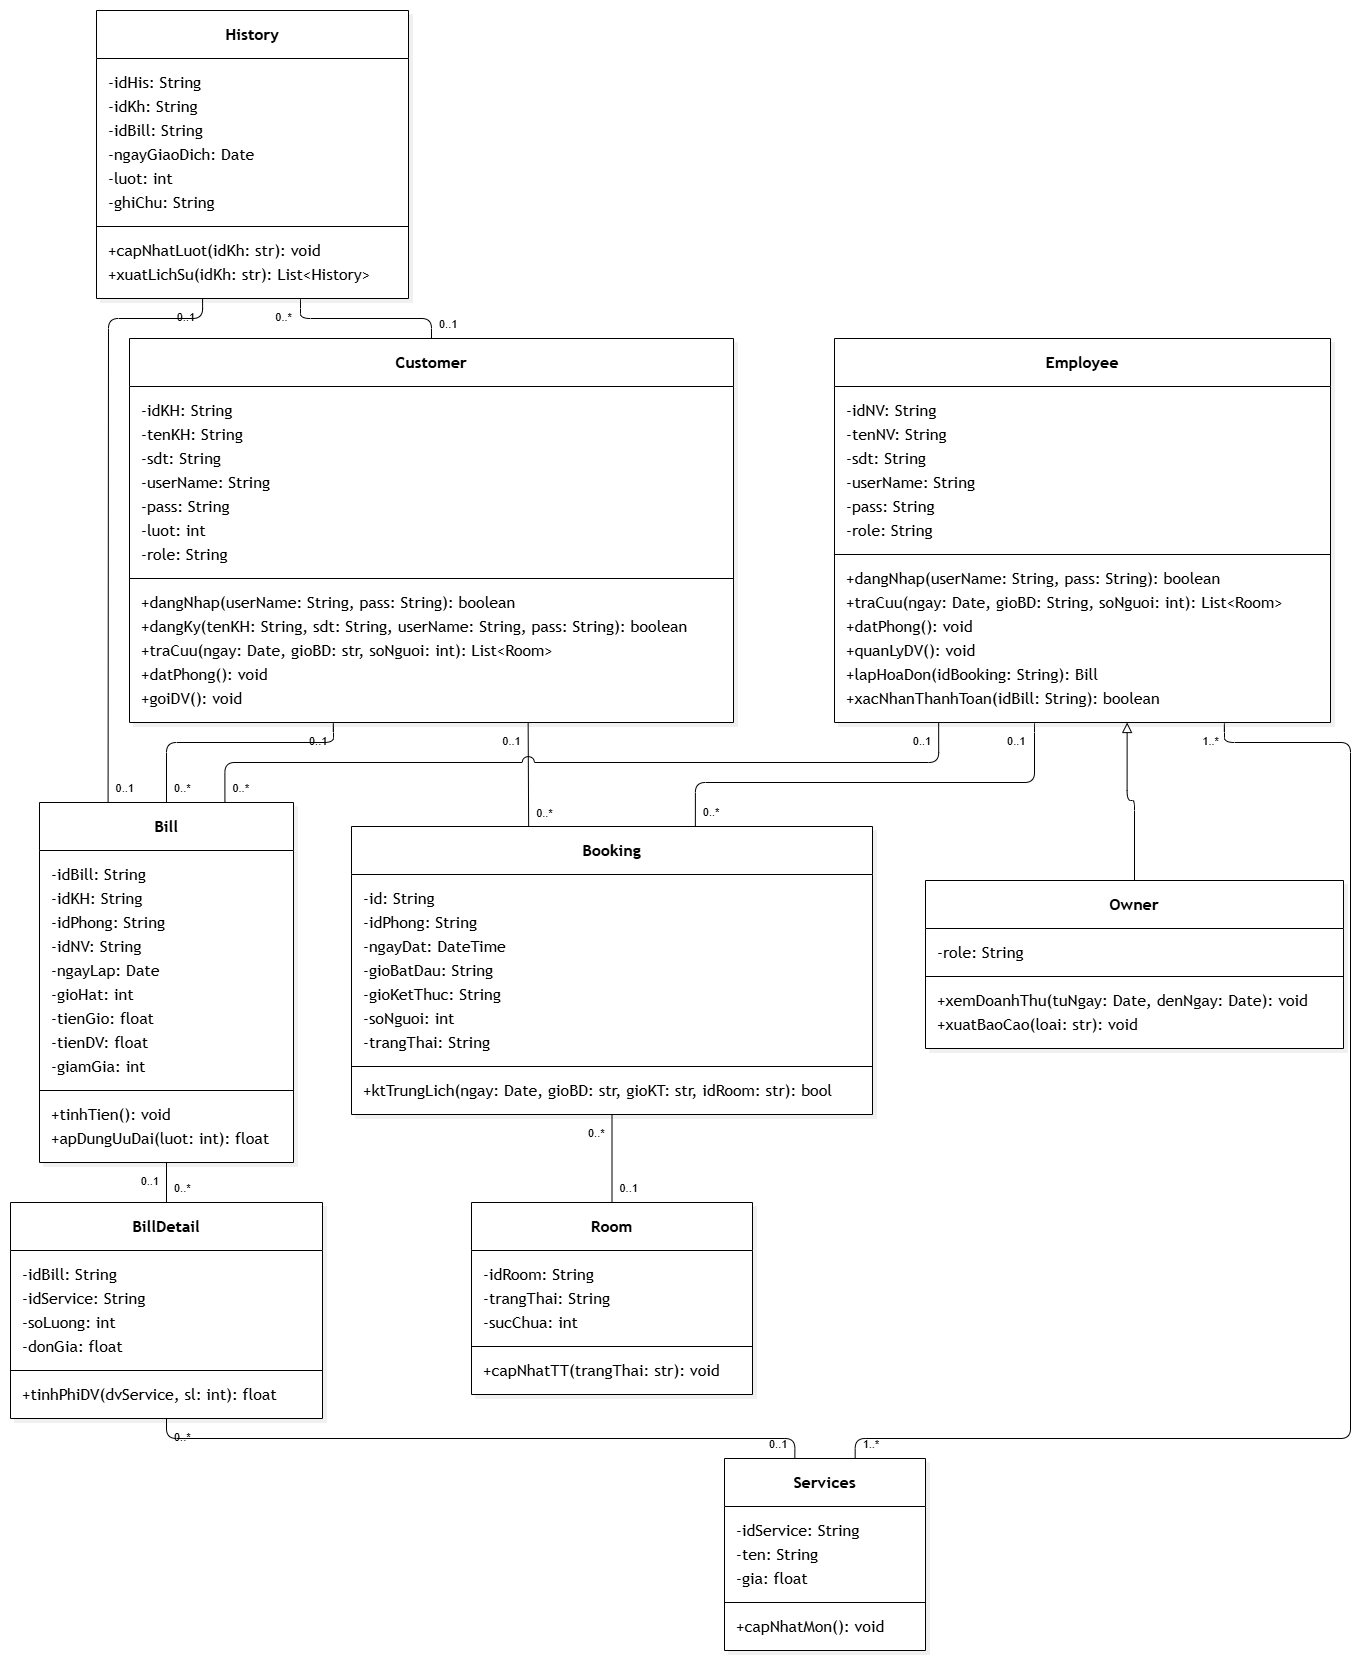 History
-idHis: String
-idKh: String
-idBill: String
-ngayGiaoDich: Date
-luot: int
-ghiChu: String
+capNhatLuot(idKh: str): void
+xuatLichSu(idKh: str): List<History>
0..1
0..*
0..1
Customer
-idKH: String
-tenKH: String
-sdt: String
-userName: String
-pass: String
-luot: int
-role: String
+dangNhap(userName: String, pass: String): boolean
+dangKy(tenKH: String, sdt: String, userName: String, pass: String): boolean
+traCuu(ngay: Date, gioBD: str, soNguoi: int): List<Room>
+datPhong(): void
+goiDV(): void
Employee
-idNV: String
-tenNV: String
-sdt: String
-userName: String
-pass: String
-role: String
+dangNhap(userName: String, pass: String): boolean
+traCuu(ngay: Date, gioBD: String, soNguoi: int): List<Room>
+datPhong(): void
+quanLyDV(): void
+lapHoaDon(idBooking: String): Bill
+xacNhanThanhToan(idBill: String): boolean
0..1
0..1
0..1
0..1
1..*
0..1
0..*
0..*
0..*
0..*
Bill
-idBill: String
-idKH: String
-idPhong: String
-idNV: String
-ngayLap: Date
-gioHat: int
-tienGio: float
-tienDV: float
-giamGia: int
+tinhTien(): void
+apDungUuDai(luot: int): float
Booking
-id: String
-idPhong: String
-ngayDat: DateTime
-gioBatDau: String
-gioKetThuc: String
-soNguoi: int
-trangThai: String
+ktTrungLich(ngay: Date, gioBD: str, gioKT: str, idRoom: str): bool
Owner
-role: String
+xemDoanhThu(tuNgay: Date, denNgay: Date): void
+xuatBaoCao(loai: str): void
0..1
0..*
0..*
0..1
BillDetail
-idBill: String
-idService: String
-soLuong: int
-donGia: float
+tinhPhiDV(dvService, sl: int): float
Room
-idRoom: String
-trangThai: String
-sucChua: int
+capNhatTT(trangThai: str): void
0..*
0..1
1..*
Services
-idService: String
-ten: String
-gia: float
+capNhatMon(): void